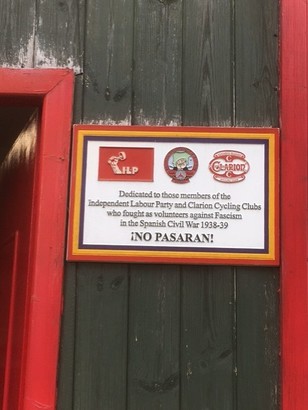 ILP
CLARION
Dedicated to those members of the
Independent Labour Party and Clarion Cycling Clubs
who fought as volunteers against Fascism
in the Spanish Civil War 1938-39
¡NO PASARAN!